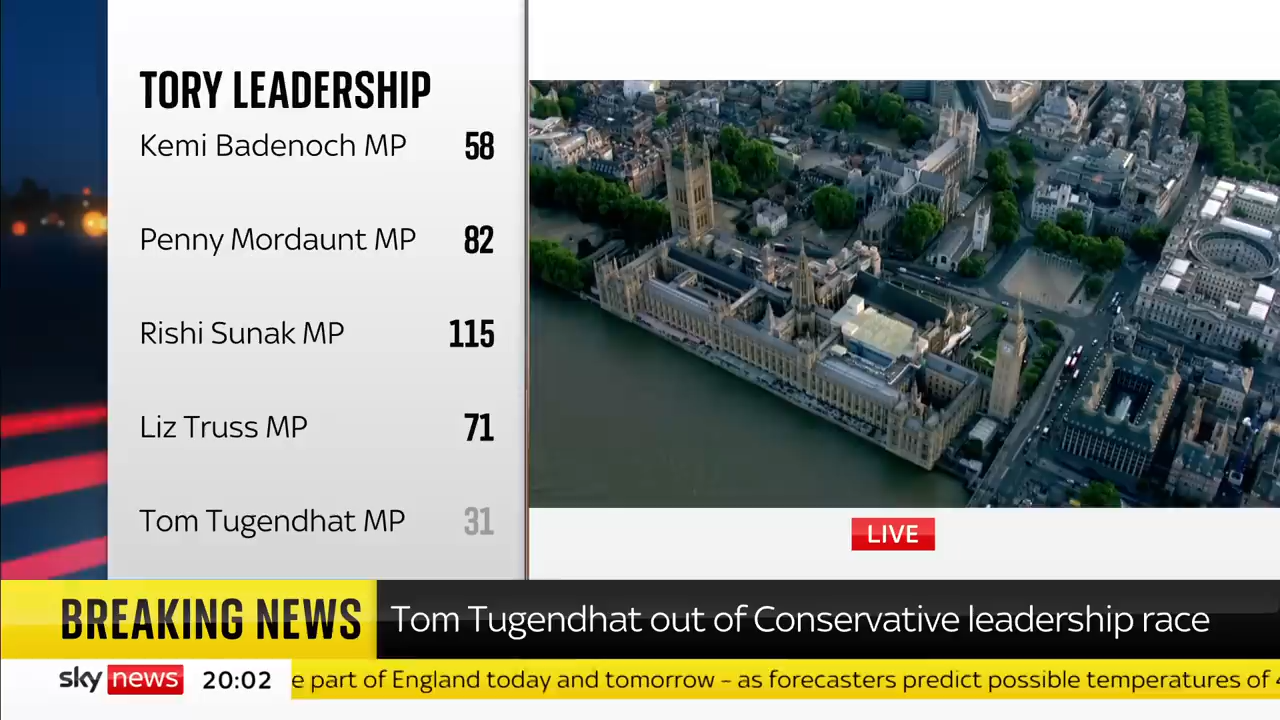 TORY LEADERSHIP
Kemi Badenoch MP 58
Penny Mordaunt MP 82
Rishi Sunak MP 115
Liz Truss MP 71
Tom Tugendhat MP 31
LIVE
BREAKING NEWS Tom Tugendhat out of Conservative leadership race
sky news 20:02 e part of England today and tomorrow – as forecasters predict possible temperatures of